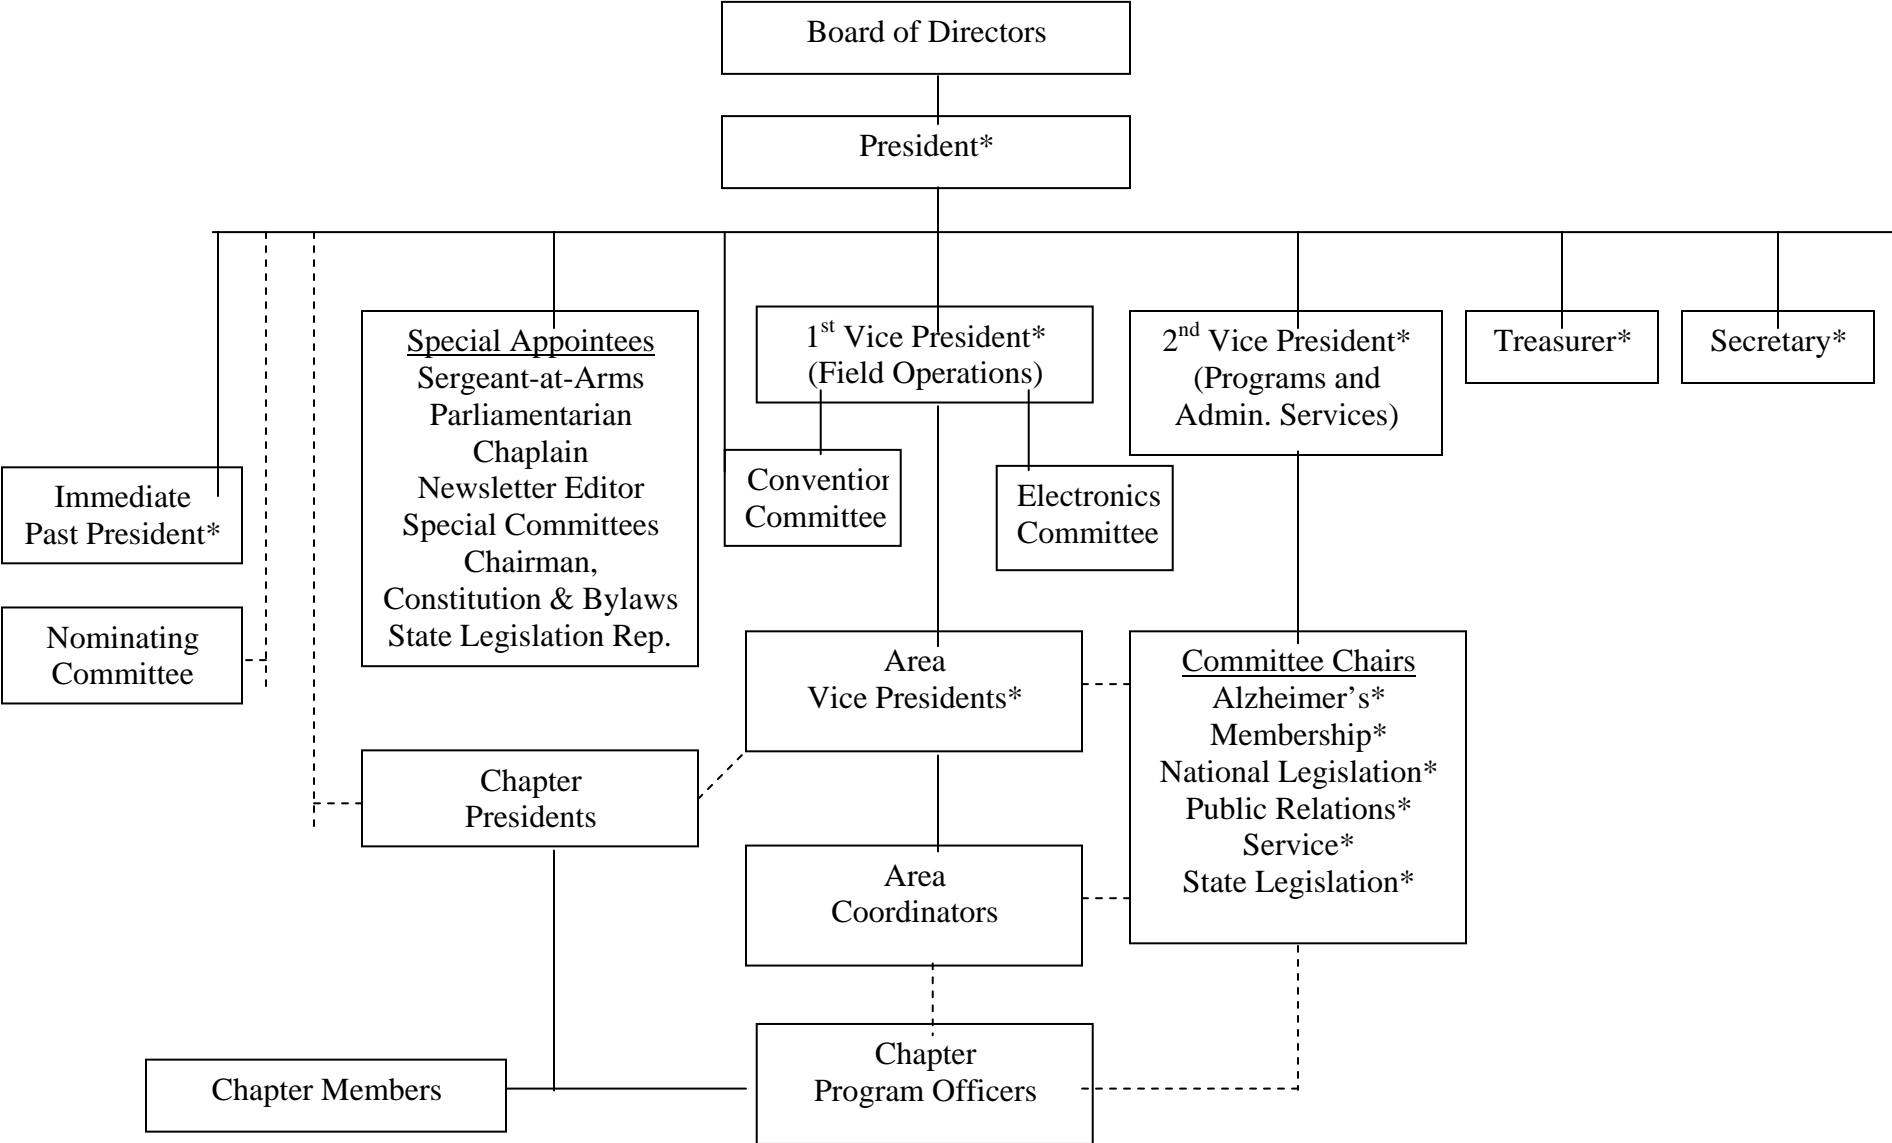 Board of Directors
President*
Special Appointees
Sergeant-at-Arms
Parliamentarian
Chaplain
Newsletter Editor
Special Committees
Chairman,
Constitution & Bylaws
State Legislation Rep.
1st Vice President*
(Field Operations)
2nd Vice President*
(Programs and
Admin. Services)
Treasurer*
Secretary*
Immediate
Past President*
Convention
Committee
Electronics
Committee
Nominating
Committee
Area
Vice Presidents*
Committee Chairs
Alzheimer’s*
Membership*
National Legislation*
Public Relations*
Service*
State Legislation*
Chapter
Presidents
Area
Coordinators
Chapter Members
Chapter
Program Officers